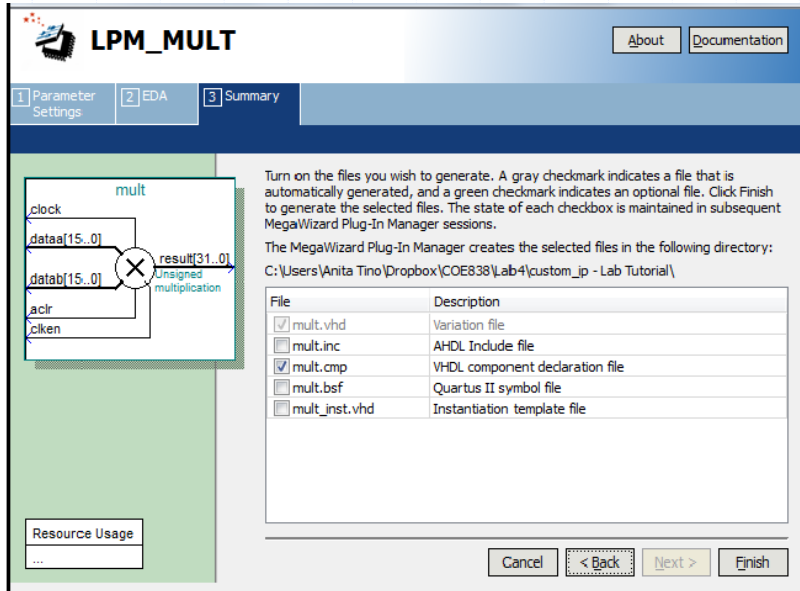 LPM_MULT
About
Documentation
1 Parameter Settings
2 EDA
3 Summary
mult
clock
dataa[15..0]
result[31..0]
Unsigned
multiplication
datab[15..0]
aclr
clken
Resource Usage
...
Turn on the files you wish to generate. A gray checkmark indicates a file that is
automatically generated, and a green checkmark indicates an optional file. Click Finish
to generate the selected files. The state of each checkbox is maintained in subsequent
MegaWizard Plug-In Manager sessions.
The MegaWizard Plug-In Manager creates the selected files in the following directory:
C:\Users\Anita Tino\Dropbox\COE838\Lab4\custom_ip - Lab Tutorial\
File Description
mult.vhd Variation file
mult.inc AHDL Include file
mult.cmp VHDL component declaration file
mult.bsf Quartus II symbol file
mult_inst.vhd Instantiation template file
Cancel
< Back
Next >
Finish